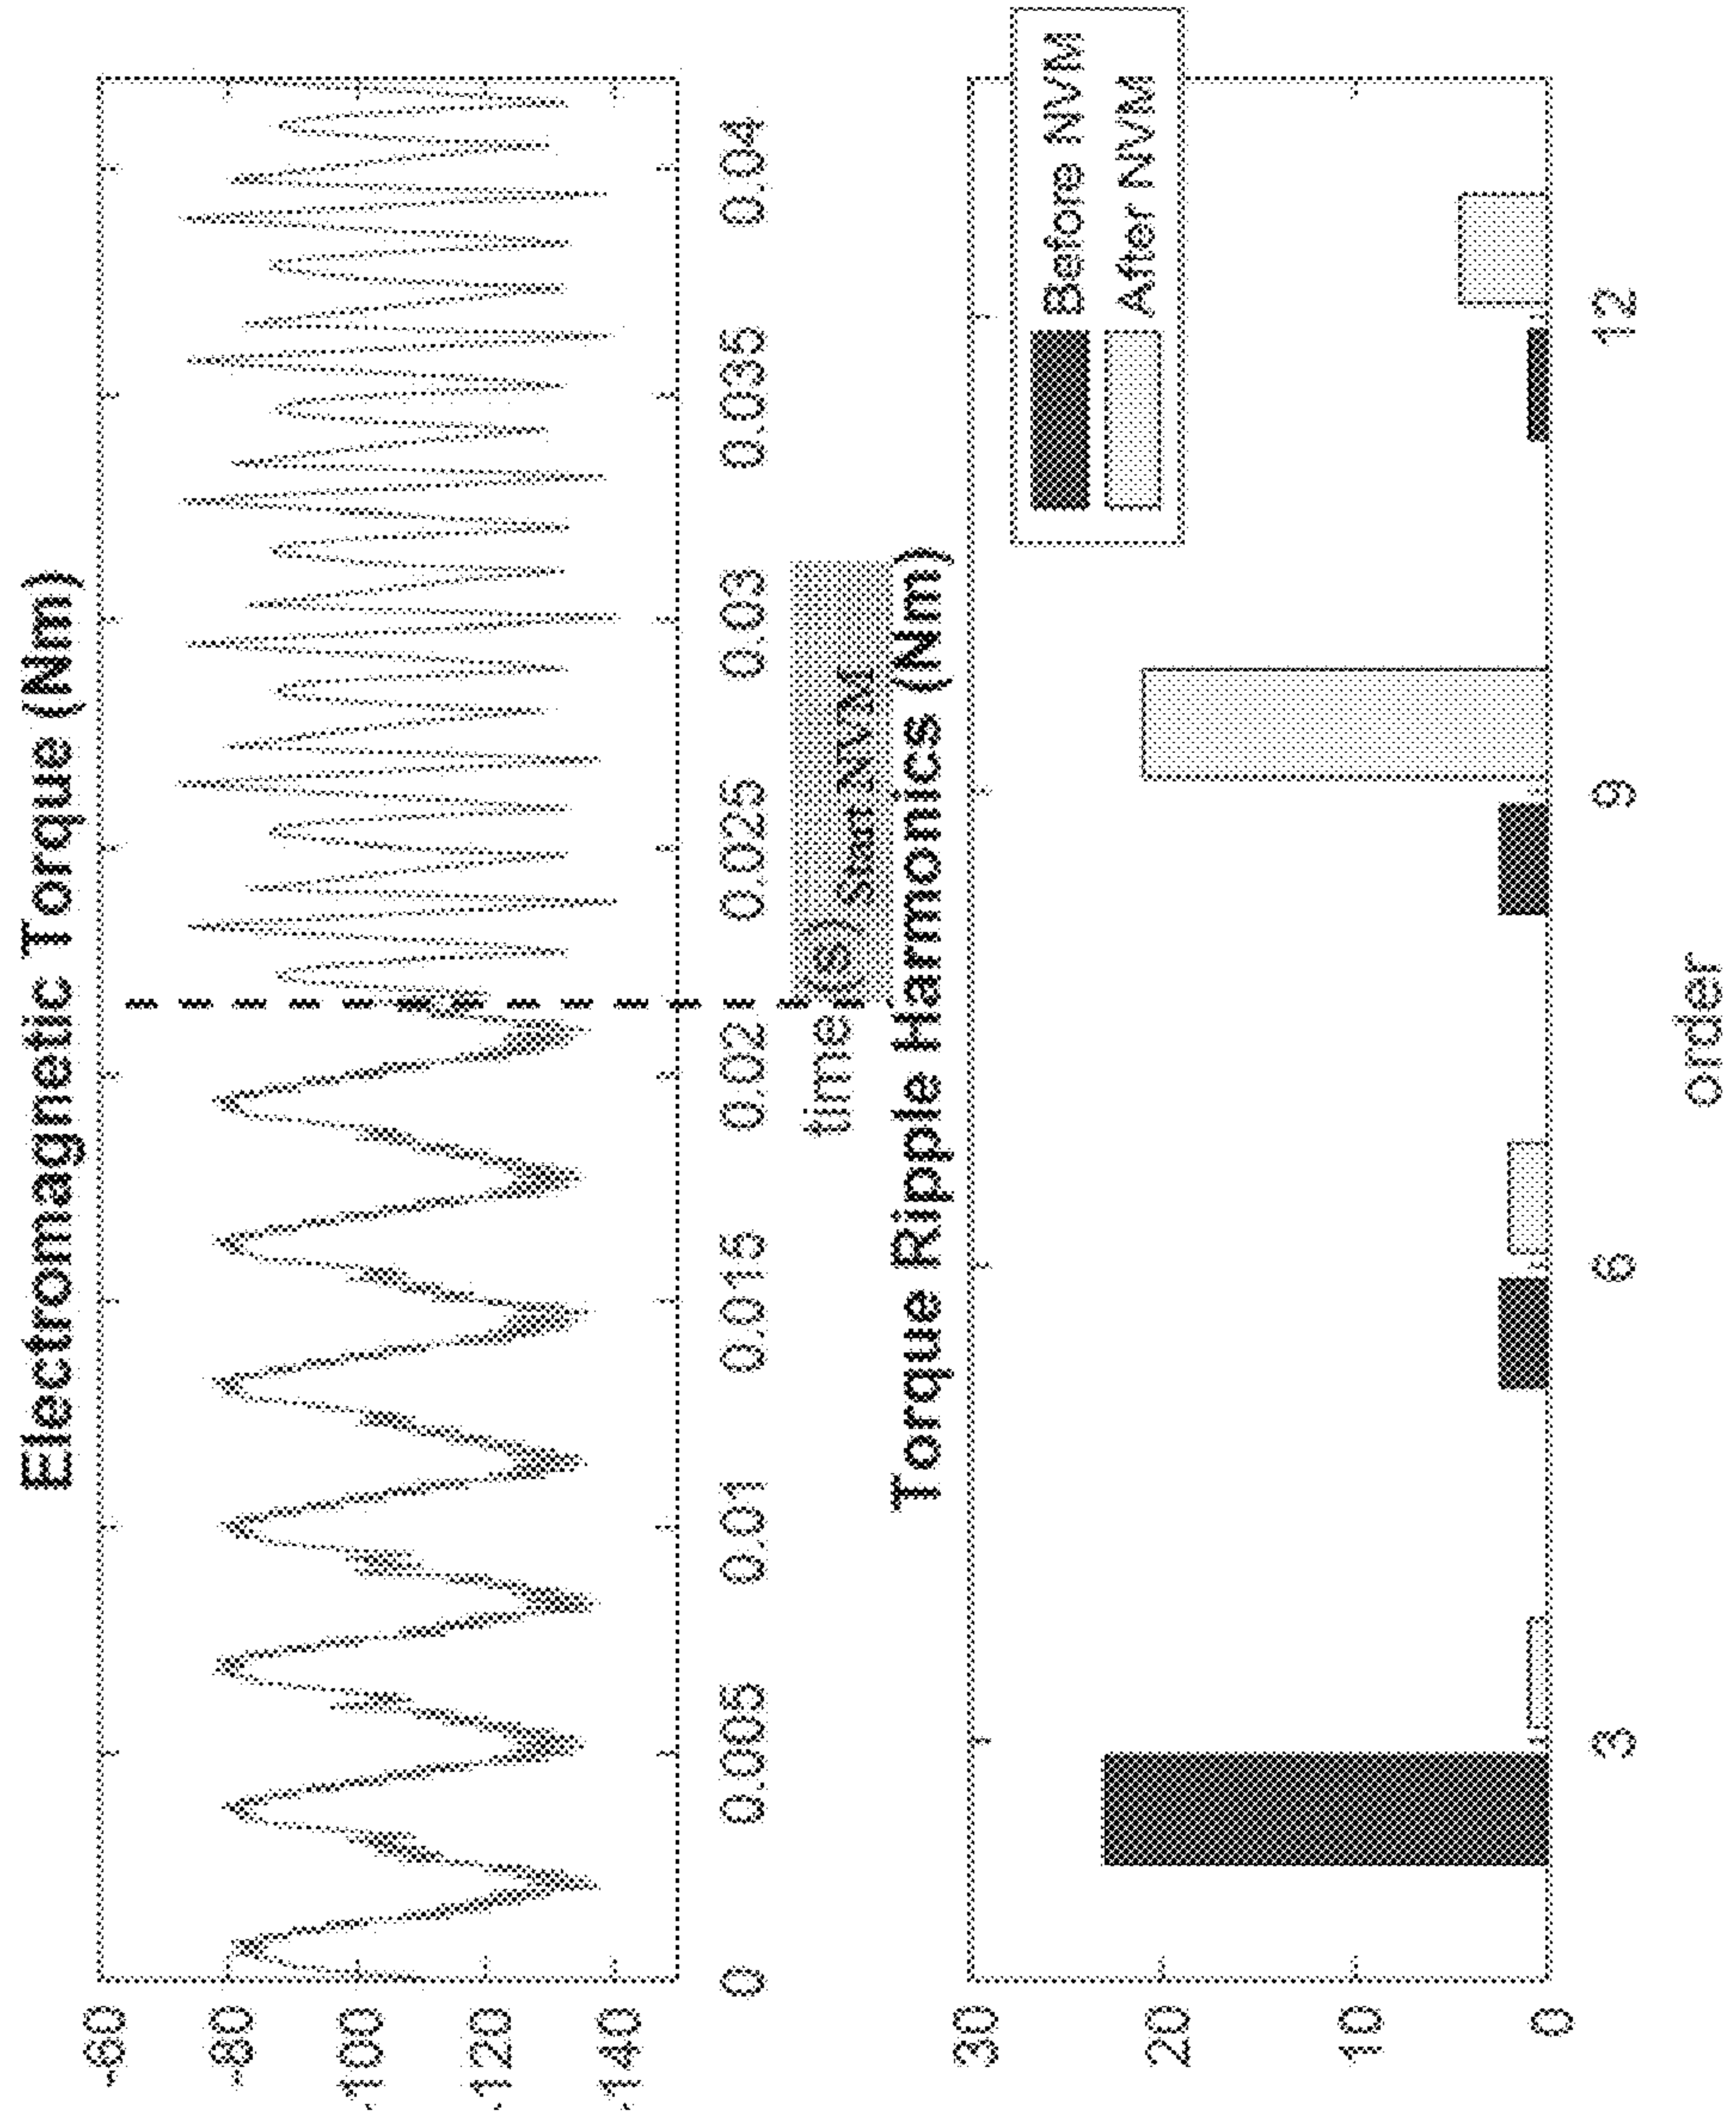 Electromagnetic Torque (Nm)
-60
-80
-100
-120
-140
0 0.005 0.01 0.015 0.02 0.025 0.03 0.035 0.04
time (s) Start NVM
Torque Ripple Harmonics (Nm)
30
20
10
0
Before NVM
After NVM
3 6 9 12
order